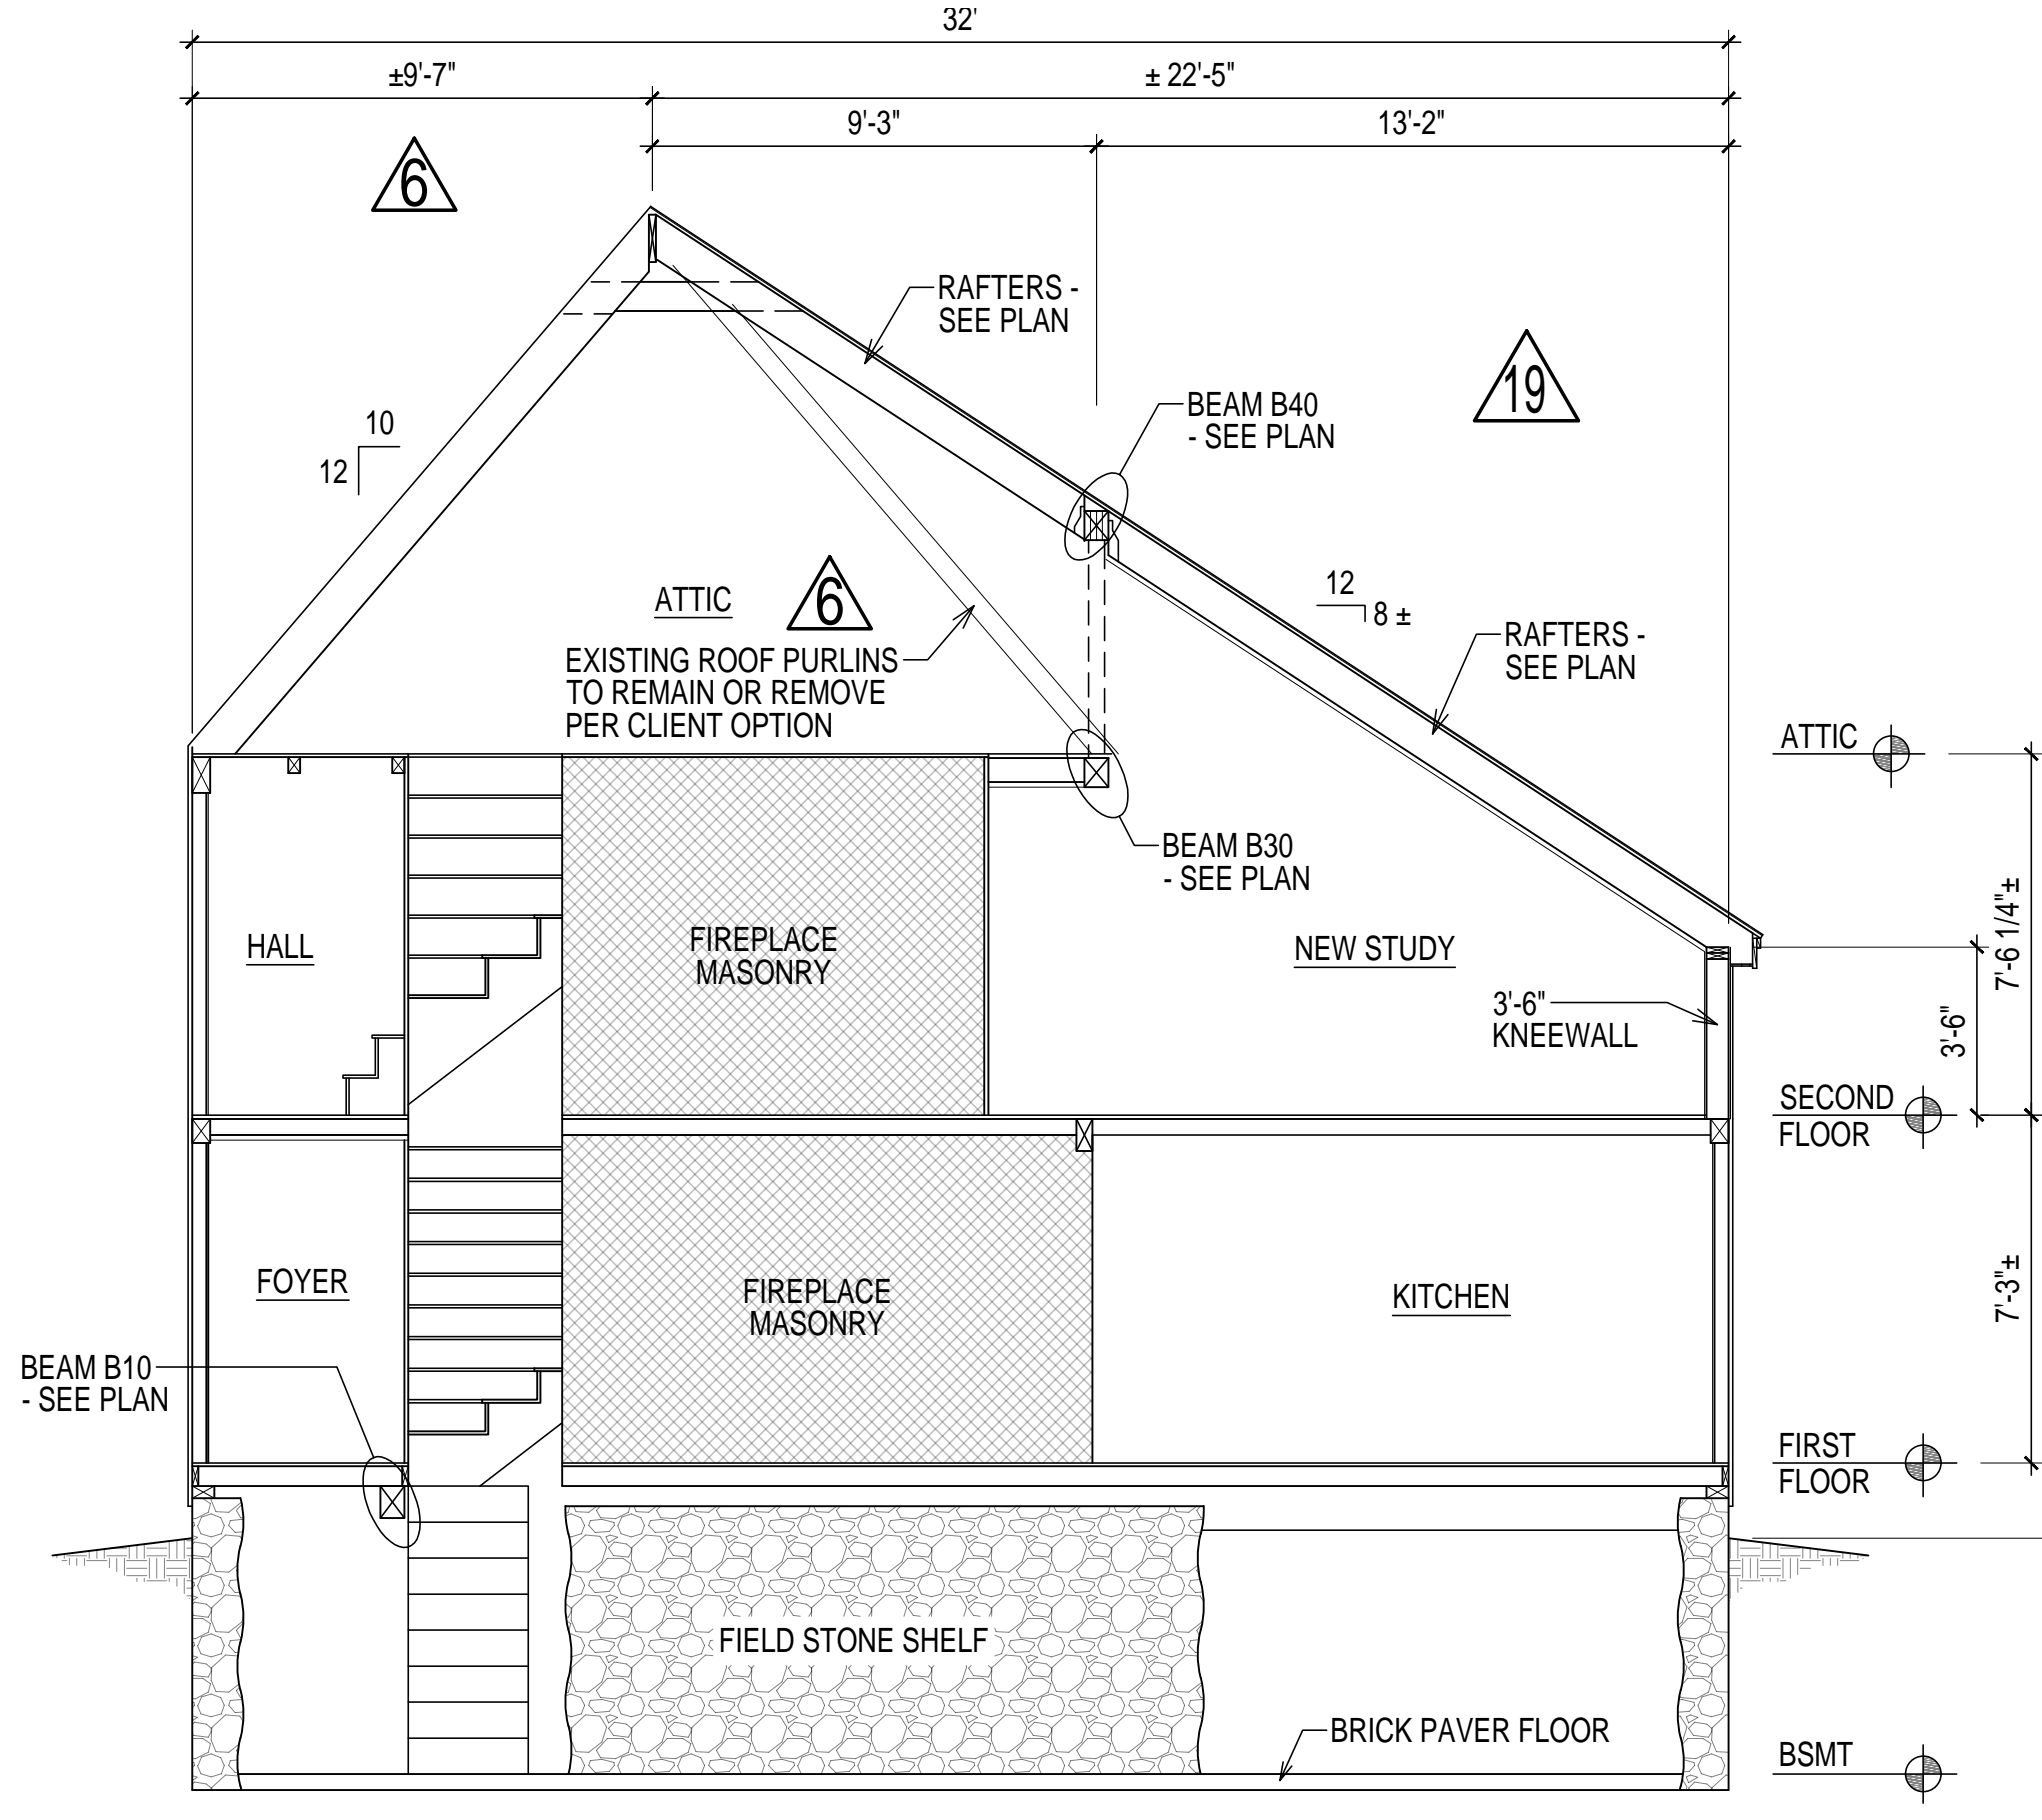 32'
±9'-7"
± 22'-5"
9'-3"
13'-2"
6
RAFTERS -
SEE PLAN
19
BEAM B40
- SEE PLAN
10
12
12
8 ±
ATTIC
6
EXISTING ROOF PURLINS
TO REMAIN OR REMOVE
PER CLIENT OPTION
RAFTERS -
SEE PLAN
ATTIC
BEAM B30
- SEE PLAN
HALL
FIREPLACE
MASONRY
NEW STUDY
3'-6"
KNEEWALL
7'-6 1/4"±
3'-6"
SECOND
FLOOR
FOYER
FIREPLACE
MASONRY
KITCHEN
7'-3"±
BEAM B10
- SEE PLAN
FIRST
FLOOR
FIELD STONE SHELF
BRICK PAVER FLOOR
BSMT